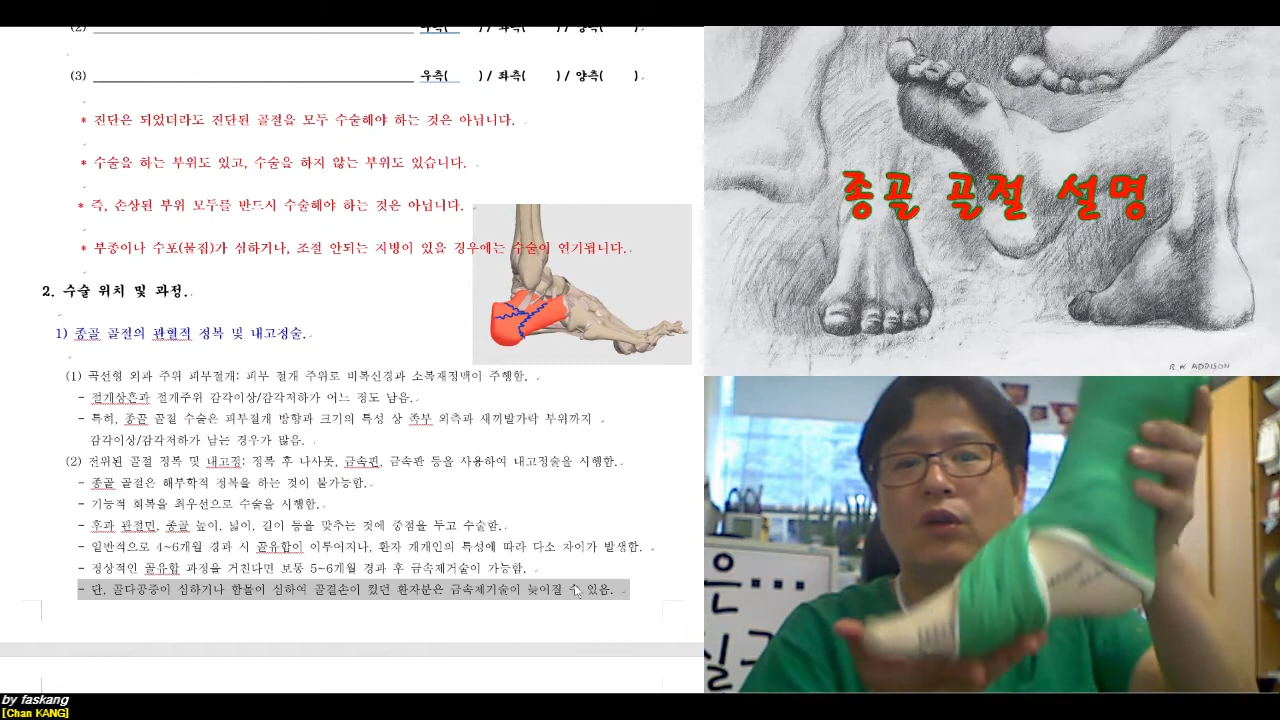 (2) 우측( ) / 좌측( ) / 양측( )
(3) 우측( ) / 좌측( ) / 양측( )
* 진단은 되었더라도 진단된 골절을 모두 수술해야 하는 것은 아닙니다.
* 수술을 하는 부위도 있고, 수술을 하지 않는 부위도 있습니다.
* 즉, 손상된 부위 모두를 반드시 수술해야 하는 것은 아닙니다.
* 부종이나 수포(물집)가 심하거나, 조절 안되는 지병이 있을 경우에는 수술이 연기됩니다.
2. 수술 위치 및 과정.
1) 종골 골절의 관혈적 정복 및 내고정술.
(1) 곡선형 외과 주위 피부절개: 피부 절개 주위로 비복신경과 소복재정맥이 주행함.
- 절개상흔과 절개주위 감각이상/감각저하가 어느 정도 남음.
- 특히, 종골 골절 수술은 피부절개 방향과 크기의 특성 상 족부 외측과 새끼발가락 부위까지
감각이상/감각저하가 남는 경우가 많음.
(2) 전위된 골절 정복 및 내고정: 정복 후 나사못, 금속핀, 금속판 등을 사용하여 내고정술을 시행함.
- 종골 골절은 해부학적 정복을 하는 것이 불가능함.
- 기능적 회복을 최우선으로 수술을 시행함.
- 후과 관절면, 종골 높이, 넓이, 길이 등을 맞추는 것에 중점을 두고 수술함.
- 일반적으로 4~6개월 경과 시 골유합이 이루어지나, 환자 개개인의 특성에 따라 다소 차이가 발생함.
- 정상적인 골유합 과정을 거친다면 보통 5~6개월 경과 후 금속제거술이 가능함.
- 단, 골다공증이 심하거나 함몰이 심하여 골결손이 컸던 환자분은 금속제거술이 늦어질 수 있음.
종골 골절 설명
R. K ADDISON
은...
실
by faskang
[Chan KANG]